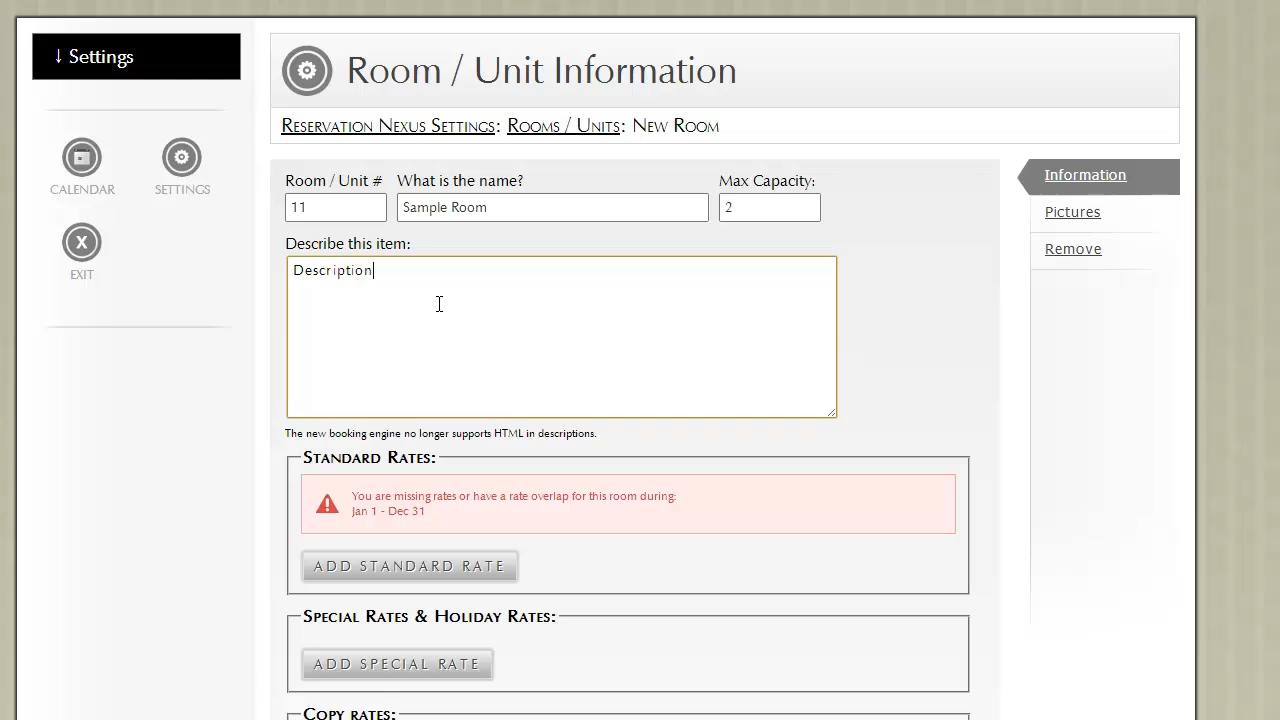 ↓ Settings
CALENDAR
SETTINGS
X
EXIT
Room / Unit Information
Reservation Nexus Settings: Rooms / Units: New Room
Room / Unit #
What is the name?
Max Capacity:
11
Sample Room
2
Describe this item:
Description
The new booking engine no longer supports HTML in descriptions.
Standard Rates:
You are missing rates or have a rate overlap for this room during:
Jan 1 - Dec 31
ADD STANDARD RATE
Special Rates & Holiday Rates:
ADD SPECIAL RATE
Copy rates:
Information
Pictures
Remove